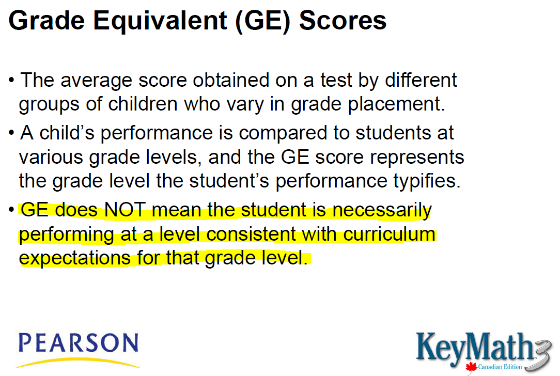 Grade Equivalent (GE) Scores
• The average score obtained on a test by different
groups of children who vary in grade placement.
• A child's performance is compared to students at
various grade levels, and the GE score represents
the grade level the student's performance typifies.
• GE does NOT mean the student is necessarily
performing at a level consistent with curriculum
expectations for that grade level.
PEARSON
KeyMath 3
Canadian Edition